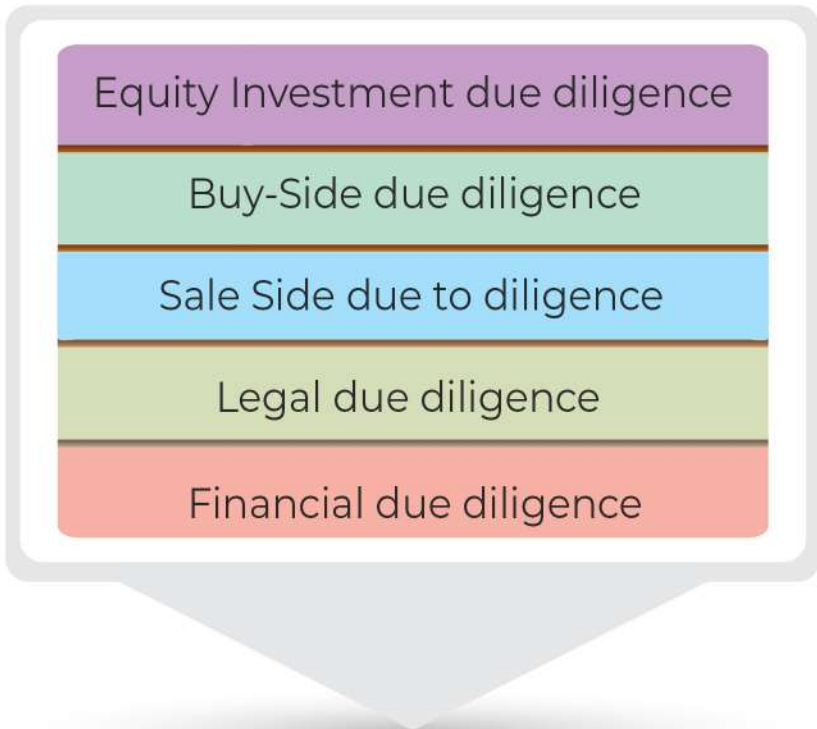 Equity Investment due diligence
Buy-Side due diligence
Sale Side due to diligence
Legal due diligence
Financial due diligence